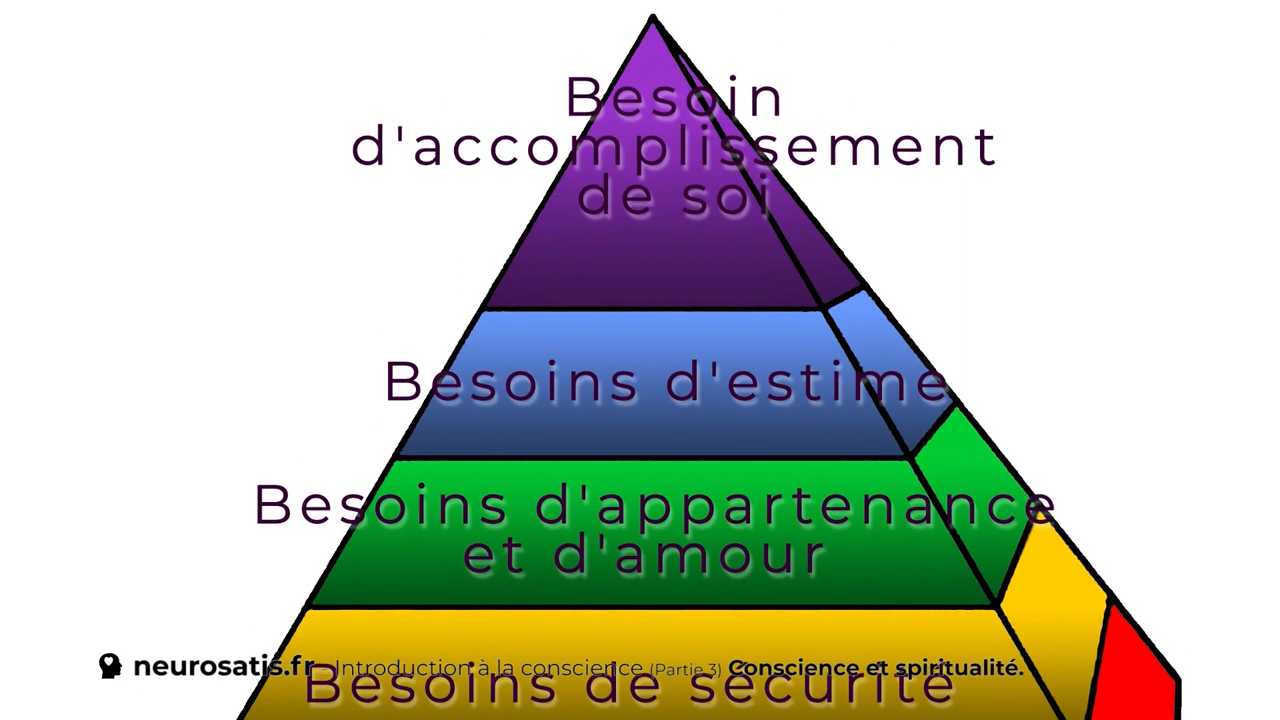 Besoin
d'accomplissement
de soi
Besoins d'estime
Besoins d'appartenance
et d'amour
neurosatis.fr - Introduction à la conscience (Partie 3) Conscience et spiritualité.
Besoins de sécurité